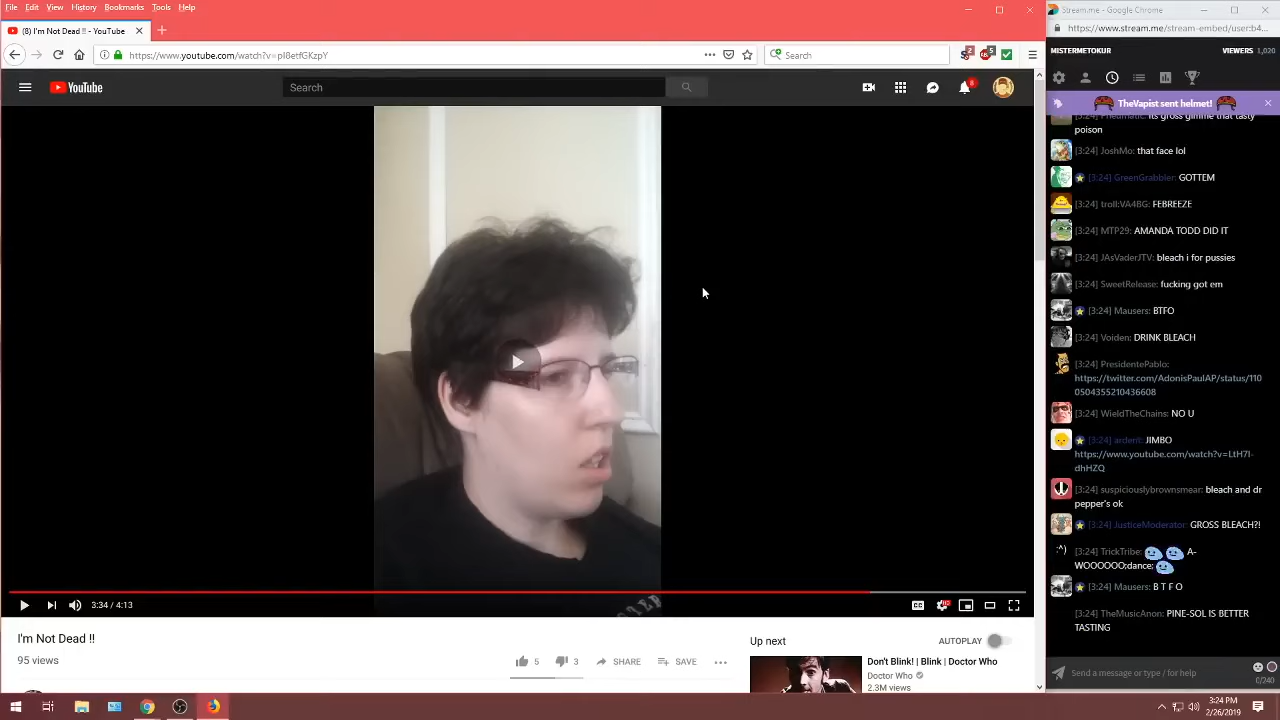 File Edit View History Bookmarks Tools Help
(8) I'm Not Dead !! - YouTube
https://www.youtube.com/watch?v=pI8etfGKzpY
Search
YouTube
Search
8
3:34 / 4:13
I'm Not Dead !!
95 views
5
3
SHARE
SAVE
Up next
AUTOPLAY
Don't Blink! | Blink | Doctor Who
Doctor Who
2.3M views
Stream.me - Google Chrome
https://www.stream.me/stream-embed/user:b4...
MISTERMETOKUR
VIEWERS 1,020
TheVapist sent helmet!
Pneumatic: its gross gimme that tasty
poison
[3:24] JoshMo: that face lol
[3:24] GreenGrabbler: GOTTEM
[3:24] troll:VA4BG: FEBREEZE
[3:24] MTP29: AMANDA TODD DID IT
[3:24] JAsVaderJTV: bleach i for pussies
[3:24] SweetRelease: fucking got em
[3:24] Mausers: BTFO
[3:24] Voiden: DRINK BLEACH
[3:24] PresidentePablo:
https://twitter.com/AdonisPaulAP/status/110
0504355210436608
[3:24] WieldTheChains: NO U
[3:24] ardent: JIMBO
https://www.youtube.com/watch?v=LtH7I-
dhHZQ
[3:24] suspiciouslybrownsmear: bleach and dr
pepper's ok
[3:24] JusticeModerator: GROSS BLEACH?!
:^)
[3:24] TrickTribe: A-
WOOOOOO;dance;
[3:24] Mausers: B T F O
[3:24] TheMusicAnon: PINE-SOL IS BETTER
TASTING
Send a message or type / for help
0/240
3:24 PM
2/26/2019